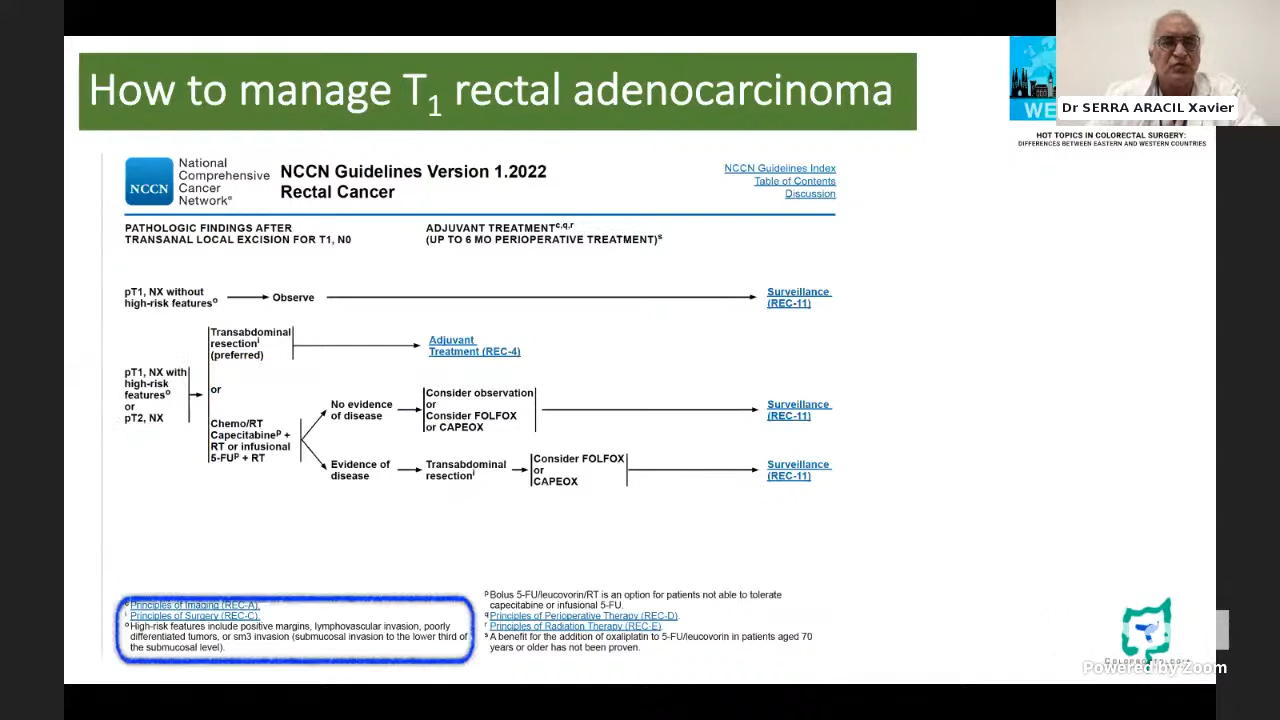 How to manage T1 rectal adenocarcinoma
WE
Dr SERRA ARACIL Xavier
HOT TOPICS IN COLORECTAL SURGERY:
DIFFERENCES BETWEEN EASTERN AND WESTERN COUNTRIES
NCCN
National
Comprehensive
Cancer
Network®
NCCN Guidelines Version 1.2022
Rectal Cancer
NCCN Guidelines Index
Table of Contents
Discussion
PATHOLOGIC FINDINGS AFTER
TRANSANAL LOCAL EXCISION FOR T1, N0
ADJUVANT TREATMENTc,q,r
(UP TO 6 MO PERIOPERATIVE TREATMENT)s
pT1, NX without
high-risk featureso
Observe
Surveillance
(REC-11)
Transabdominal
resectioni
(preferred)
Adjuvant
Treatment (REC-4)
pT1, NX with
high-risk
featureso
or
pT2, NX
or
Chemo/RT
Capecitabinep +
RT or infusional
5-FUp + RT
No evidence
of disease
Consider observation
or
Consider FOLFOX
or CAPEOX
Surveillance
(REC-11)
Evidence of
disease
Transabdominal
resectioni
Consider FOLFOX
or
CAPEOX
Surveillance
(REC-11)
Principles of Imaging (REC-A).
i Principles of Surgery (REC-C).
o High-risk features include positive margins, lymphovascular invasion, poorly
differentiated tumors, or sm3 invasion (submucosal invasion to the lower third of
the submucosal level).
p Bolus 5-FU/leucovorin/RT is an option for patients not able to tolerate
capecitabine or infusional 5-FU.
q Principles of Perioperative Therapy (REC-D).
r Principles of Radiation Therapy (REC-E).
s A benefit for the addition of oxaliplatin to 5-FU/leucovorin in patients aged 70
years or older has not been proven.
Powered by Zoom